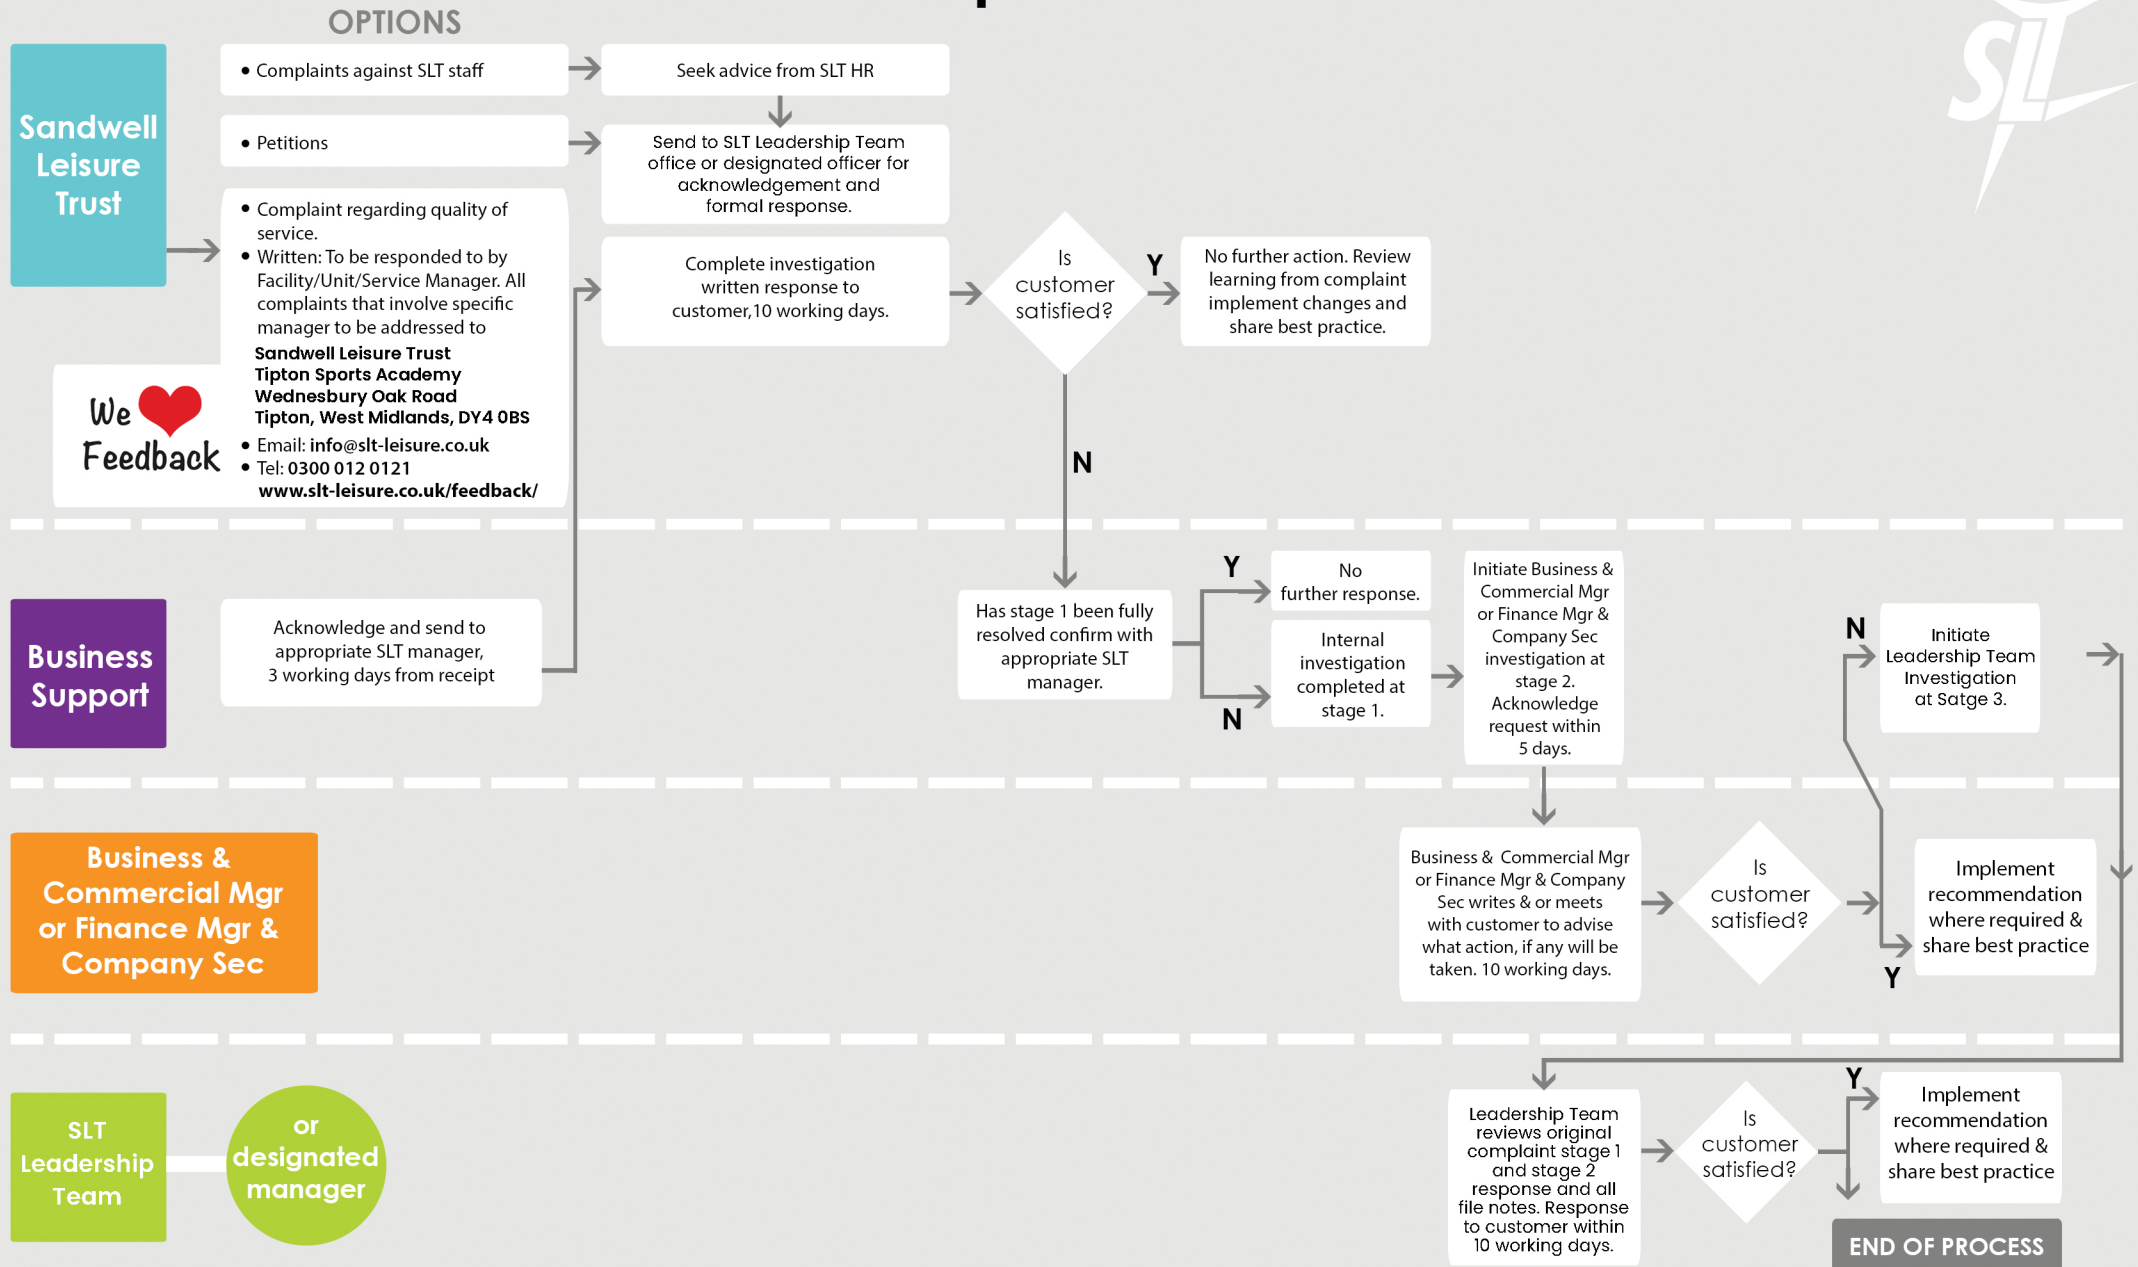 OPTIONS
SLT
Sandwell
Leisure
Trust
• Complaints against SLT staff
Seek advice from SLT HR
• Petitions
Send to SLT Leadership Team
office or designated officer for
acknowledgement and
formal response.
• Complaint regarding quality of
service.
• Written: To be responded to by
Facility/Unit/Service Manager. All
complaints that involve specific
manager to be addressed to
Sandwell Leisure Trust
Tipton Sports Academy
Wednesbury Oak Road
Tipton, West Midlands, DY4 0BS
• Email: info@slt-leisure.co.uk
• Tel: 0300 012 0121
www.slt-leisure.co.uk/feedback/
We
Feedback
Complete investigation
written response to
customer,10 working days.
Is
customer
satisfied?
Y
No further action. Review
learning from complaint
implement changes and
share best practice.
N
Business
Support
Acknowledge and send to
appropriate SLT manager,
3 working days from receipt
Has stage 1 been fully
resolved confirm with
appropriate SLT
manager.
Y
No
further response.
N
Internal
investigation
completed at
stage 1.
Initiate Business &
Commercial Mgr
or Finance Mgr &
Company Sec
investigation at
stage 2.
Acknowledge
request within
5 days.
N
Initiate
Leadership Team
Investigation
at Satge 3.
Business &
Commercial Mgr
or Finance Mgr &
Company Sec
Business & Commercial Mgr
or Finance Mgr & Company
Sec writes & or meets
with customer to advise
what action, if any will be
taken. 10 working days.
Is
customer
satisfied?
Y
Implement
recommendation
where required &
share best practice
SLT
Leadership
Team
or
designated
manager
Leadership Team
reviews original
complaint stage 1
and stage 2
response and all
file notes. Response
to customer within
10 working days.
Is
customer
satisfied?
Y
Implement
recommendation
where required &
share best practice
END OF PROCESS